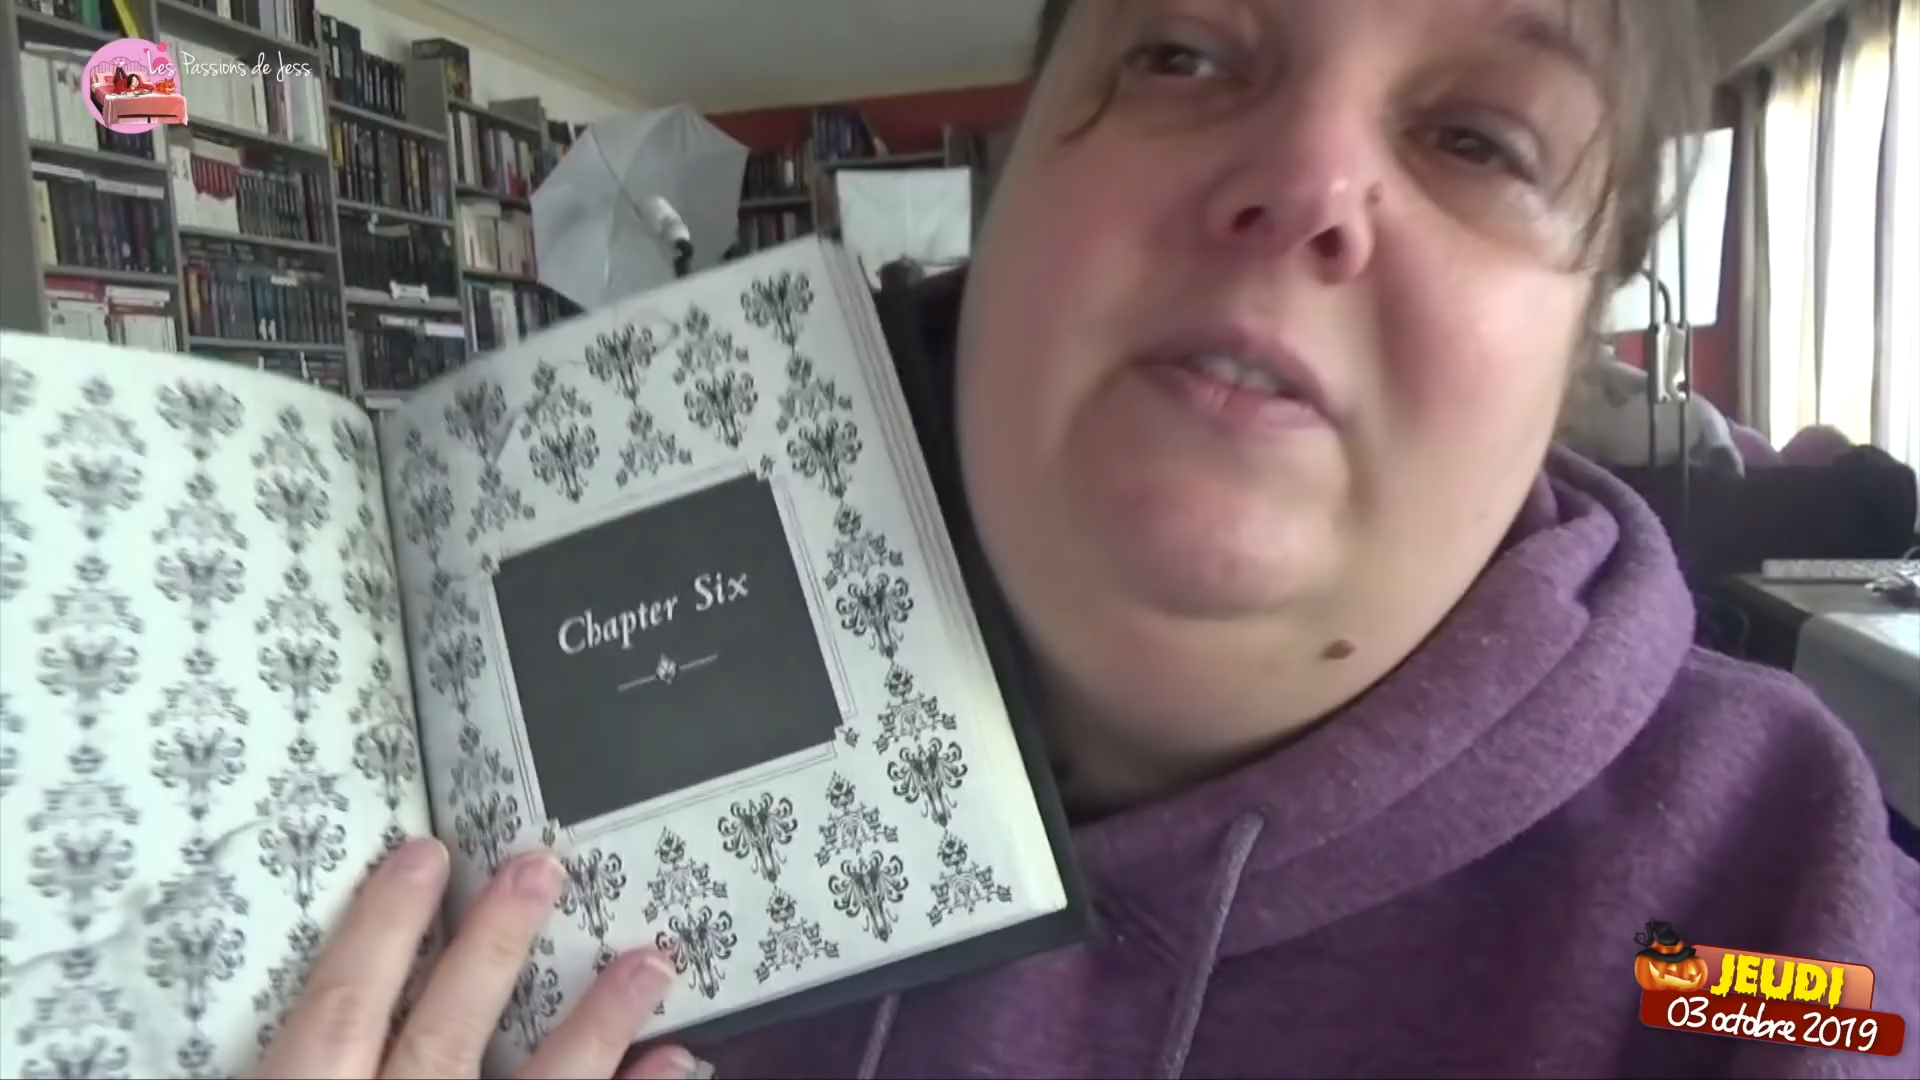 Les Passions de Jess
Chapter Six
JEUDI
03 octobre 2019